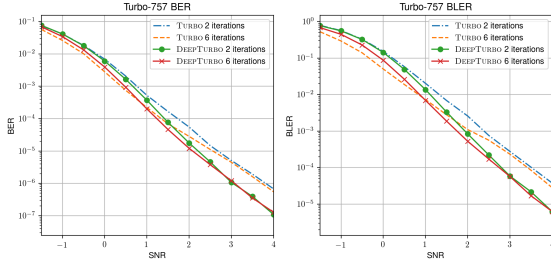 Turbo-757 BER
TURBO 2 iterations
TURBO 6 iterations
DEEPTURBO 2 iterations
DEEPTURBO 6 iterations
10⁻¹
10⁻²
10⁻³
10⁻⁴
10⁻⁵
10⁻⁶
10⁻⁷
BER
−1 0 1 2 3 4
SNR
Turbo-757 BLER
TURBO 2 iterations
TURBO 6 iterations
DEEPTURBO 2 iterations
DEEPTURBO 6 iterations
10⁰
10⁻¹
10⁻²
10⁻³
10⁻⁴
10⁻⁵
BLER
−1 0 1 2 3 4
SNR